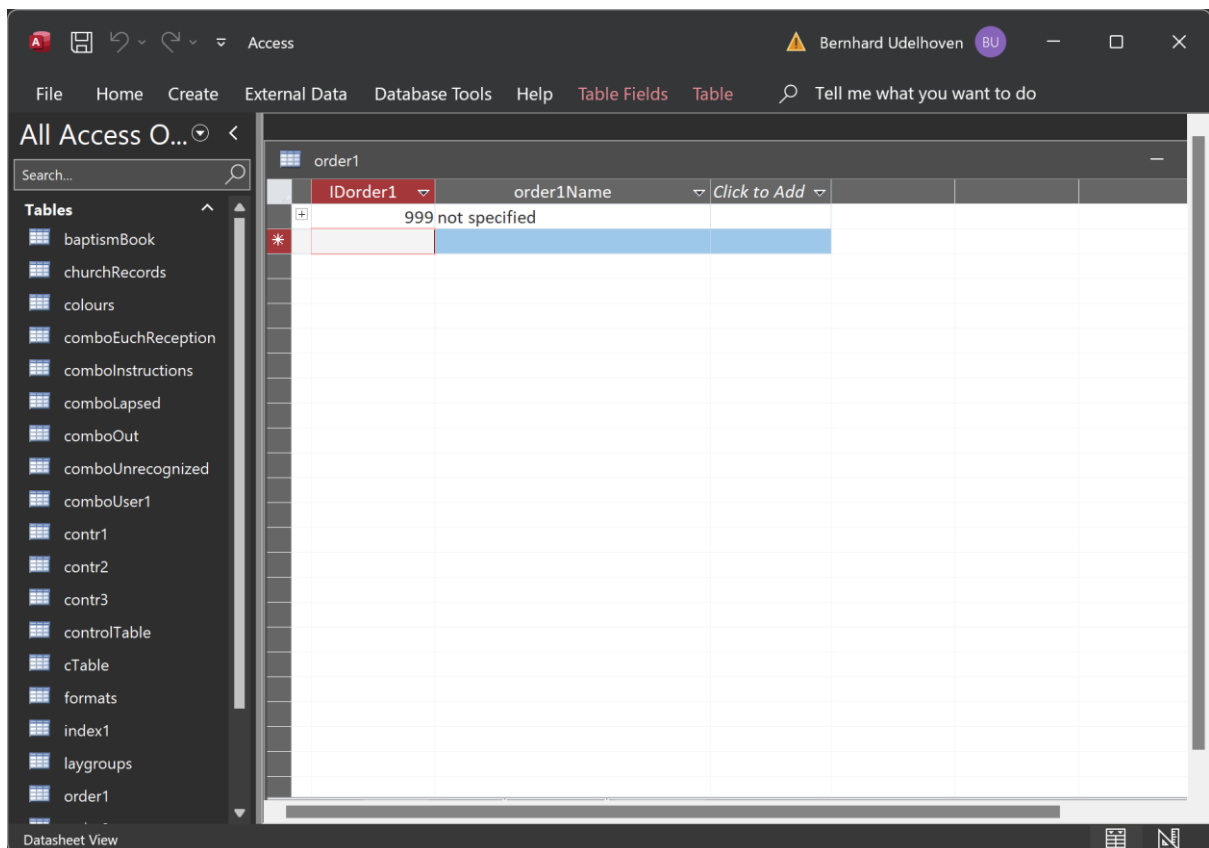 Access
Bernhard Udelhoven BU
File Home Create External Data Database Tools Help Table Fields Table Tell me what you want to do
All Access O...
Search...
Tables
baptismBook
churchRecords
colours
comboEuchReception
comboInstructions
comboLapsed
comboOut
comboUnrecognized
comboUser1
contr1
contr2
contr3
controlTable
cTable
formats
index1
laygroups
order1
order1
IDorder1 order1Name Click to Add
999 not specified
Datasheet View